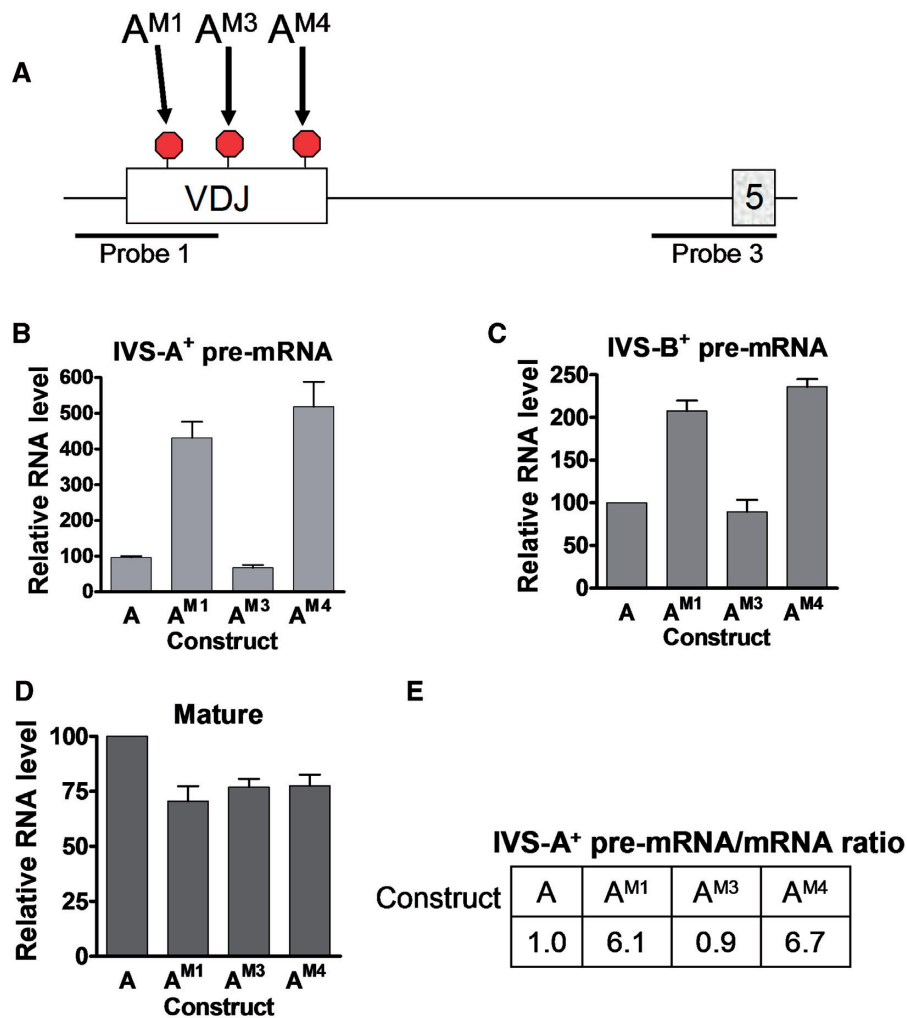 A^M1 A^M3 A^M4
A
VDJ
5
Probe 1
Probe 3
B
IVS-A⁺ pre-mRNA
Relative RNA level
600
500
400
300
200
100
0
A A^M1 A^M3 A^M4
Construct
C
IVS-B⁺ pre-mRNA
Relative RNA level
250
200
150
100
50
0
A A^M1 A^M3 A^M4
Construct
D
Mature
Relative RNA level
100
75
50
25
0
A A^M1 A^M3 A^M4
Construct
E
IVS-A⁺ pre-mRNA/mRNA ratio
Construct A A^M1 A^M3 A^M4
1.0 6.1 0.9 6.7